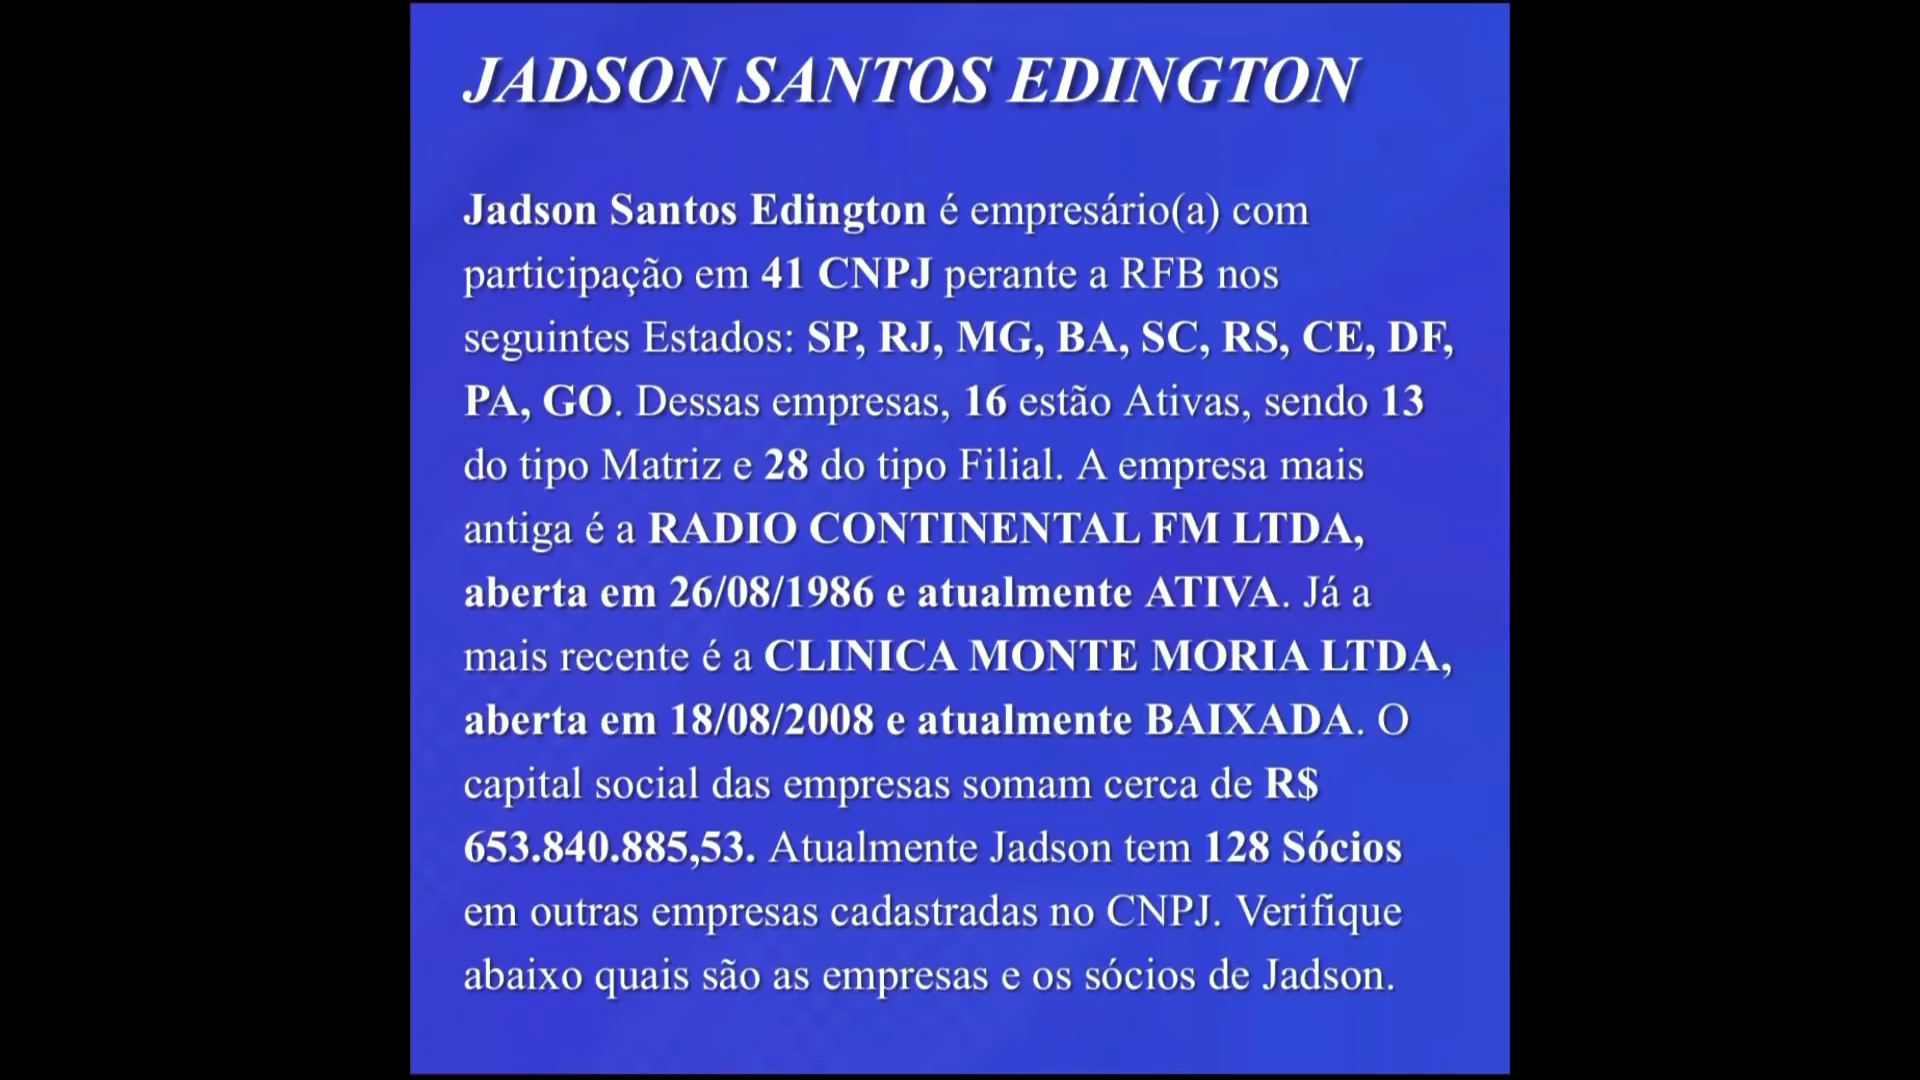 JADSON SANTOS EDINGTON
Jadson Santos Edington é empresário(a) com
participação em 41 CNPJ perante a RFB nos
seguintes Estados: SP, RJ, MG, BA, SC, RS, CE, DF,
PA, GO. Dessas empresas, 16 estão Ativas, sendo 13
do tipo Matriz e 28 do tipo Filial. A empresa mais
antiga é a RADIO CONTINENTAL FM LTDA,
aberta em 26/08/1986 e atualmente ATIVA. Já a
mais recente é a CLINICA MONTE MORIA LTDA,
aberta em 18/08/2008 e atualmente BAIXADA. O
capital social das empresas somam cerca de R$
653.840.885,53. Atualmente Jadson tem 128 Sócios
em outras empresas cadastradas no CNPJ. Verifique
abaixo quais são as empresas e os sócios de Jadson.